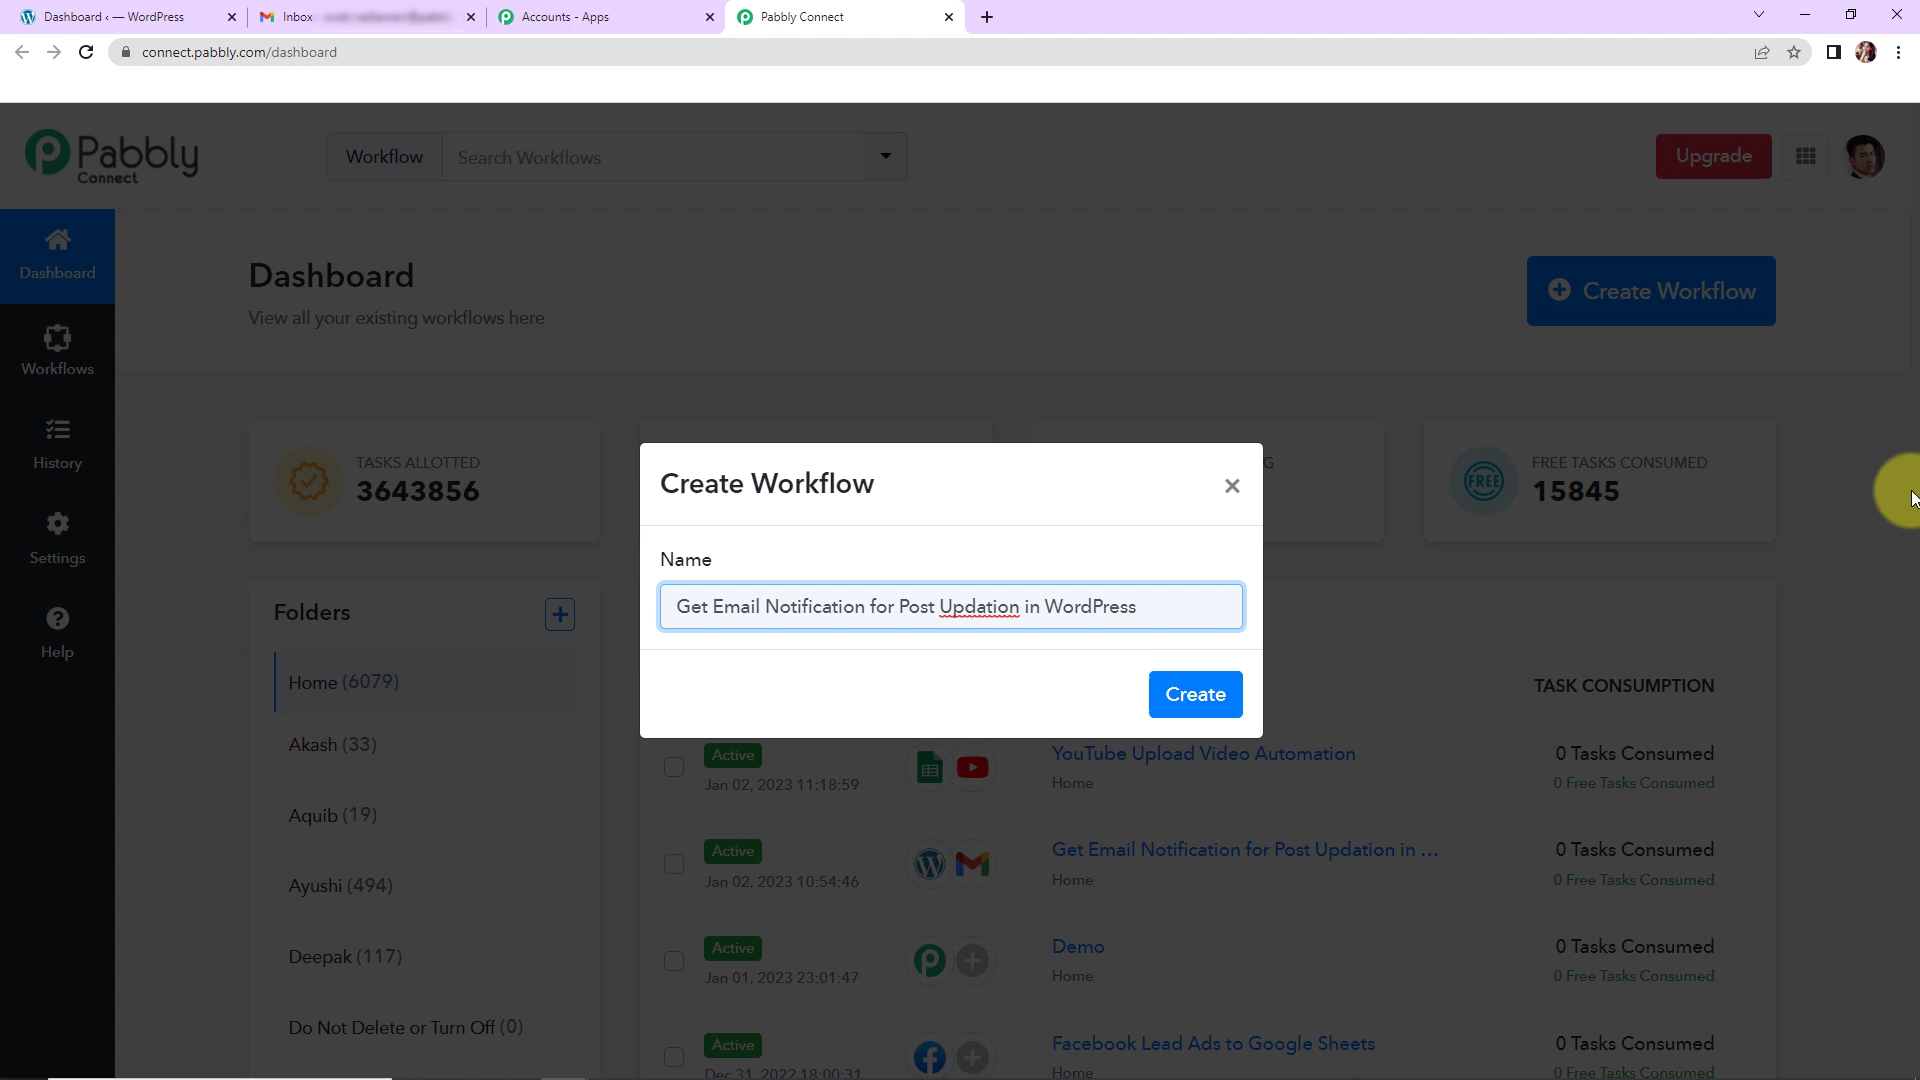 Dashboard ‹ — WordPress
Inbox
Accounts - Apps
Pabbly Connect
connect.pabbly.com/dashboard
Pabbly
Connect
Workflow
Search Workflows
Upgrade
Dashboard
Workflows
History
Settings
Help
Dashboard
View all your existing workflows here
Create Workflow
TASKS ALLOTTED
3643856
G
FREE
FREE TASKS CONSUMED
15845
Create Workflow
Name
Get Email Notification for Post Updation in WordPress
Create
Folders
Home (6079)
Akash (33)
Aquib (19)
Ayushi (494)
Deepak (117)
Do Not Delete or Turn Off (0)
TASK CONSUMPTION
Active
Jan 02, 2023 11:18:59
YouTube Upload Video Automation
Home
0 Tasks Consumed
0 Free Tasks Consumed
Active
Jan 02, 2023 10:54:46
Get Email Notification for Post Updation in ...
Home
0 Tasks Consumed
0 Free Tasks Consumed
Active
Jan 01, 2023 23:01:47
Demo
Home
0 Tasks Consumed
0 Free Tasks Consumed
Active
Dec 31, 2022 18:00:31
Facebook Lead Ads to Google Sheets
Home
0 Tasks Consumed
0 Free Tasks Consumed